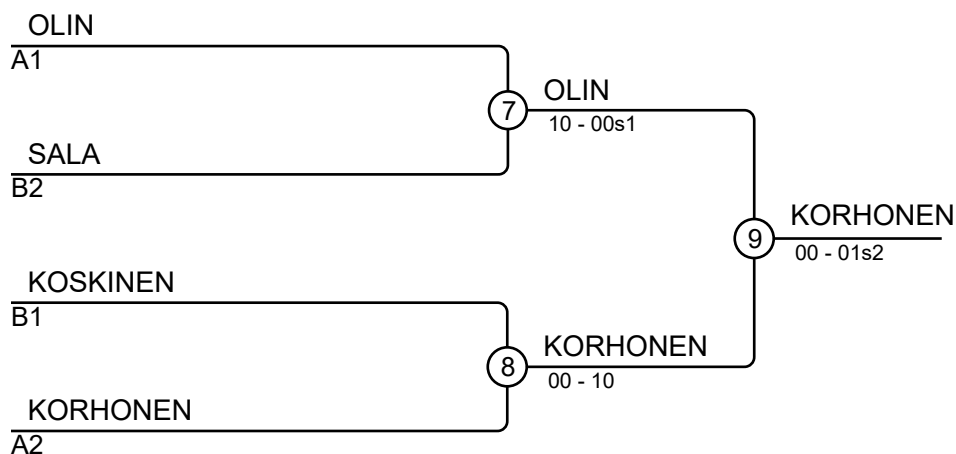 OLIN
A1
7
OLIN
10 - 00s1
SALA
B2
9
KORHONEN
00 - 01s2
KOSKINEN
B1
8
KORHONEN
00 - 10
KORHONEN
A2